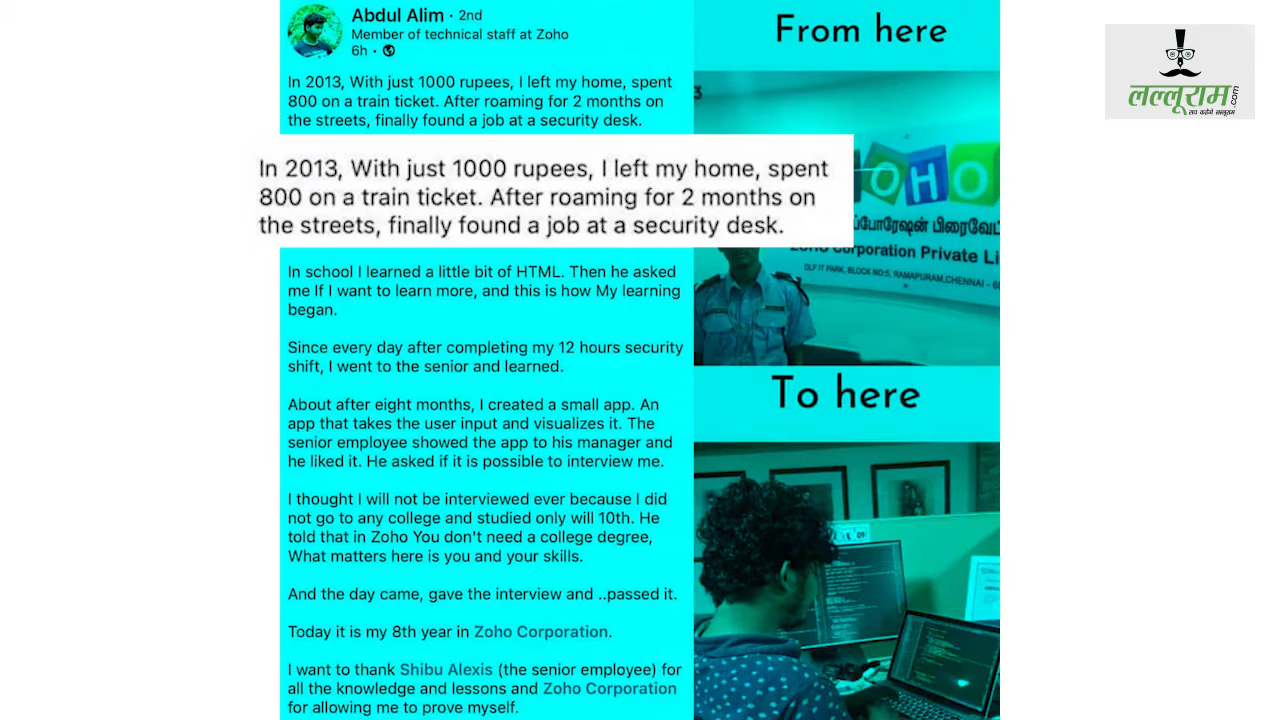 Abdul Alim · 2nd
Member of technical staff at Zoho
6h ·
In 2013, With just 1000 rupees, I left my home, spent
800 on a train ticket. After roaming for 2 months on
the streets, finally found a job at a security desk.
In 2013, With just 1000 rupees, I left my home, spent
800 on a train ticket. After roaming for 2 months on
the streets, finally found a job at a security desk.
In school I learned a little bit of HTML. Then he asked
me If I want to learn more, and this is how My learning
began.
Since every day after completing my 12 hours security
shift, I went to the senior and learned.
About after eight months, I created a small app. An
app that takes the user input and visualizes it. The
senior employee showed the app to his manager and
he liked it. He asked if it is possible to interview me.
I thought I will not be interviewed ever because I did
not go to any college and studied only will 10th. He
told that in Zoho You don't need a college degree,
What matters here is you and your skills.
And the day came, gave the interview and ..passed it.
Today it is my 8th year in Zoho Corporation.
I want to thank Shibu Alexis (the senior employee) for
all the knowledge and lessons and Zoho Corporation
for allowing me to prove myself.
From here
OHO
ப்போரேஷன் பிரைவேட்
Zoho Corporation Private Li
DLF IT PARK, BLOCK NO:5, RAMAPURAM, CHENNAI - 60
To here
लल्लूराम.com
सच कहेंगे लल्लूराम